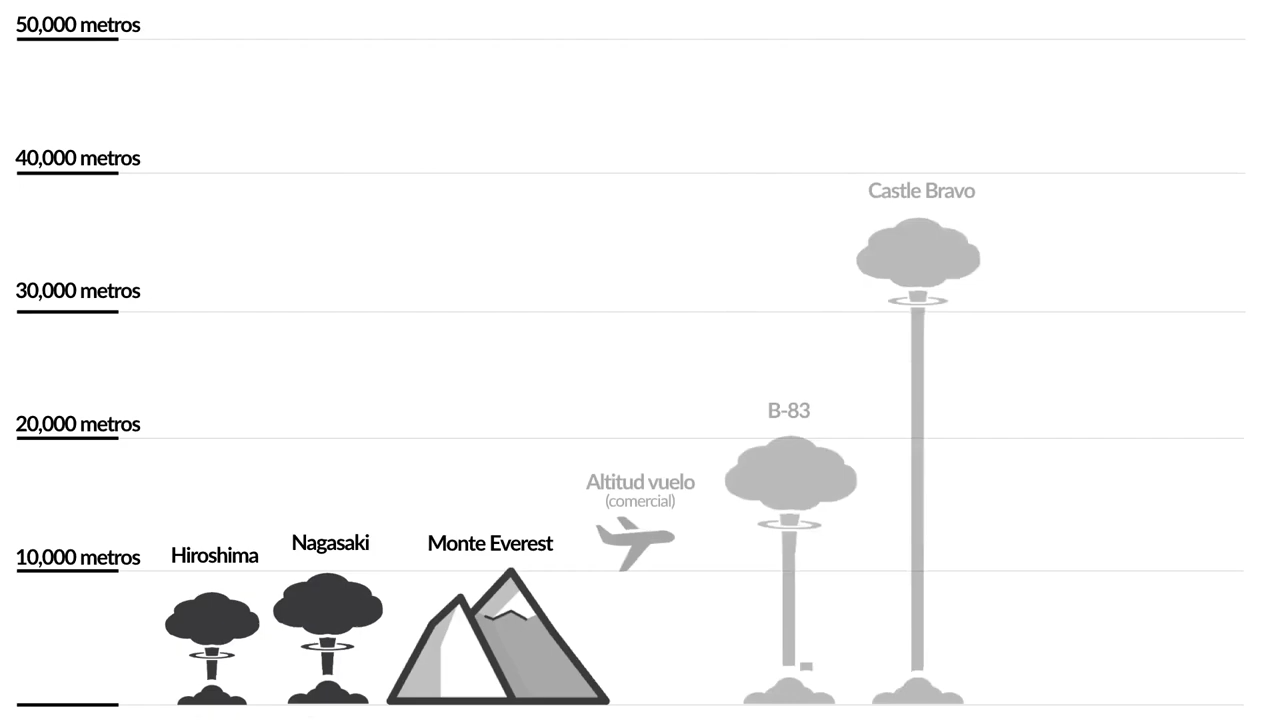 50,000 metros
40,000 metros
Castle Bravo
30,000 metros
20,000 metros
B-83
Altitud vuelo
(comercial)
10,000 metros
Hiroshima
Nagasaki
Monte Everest